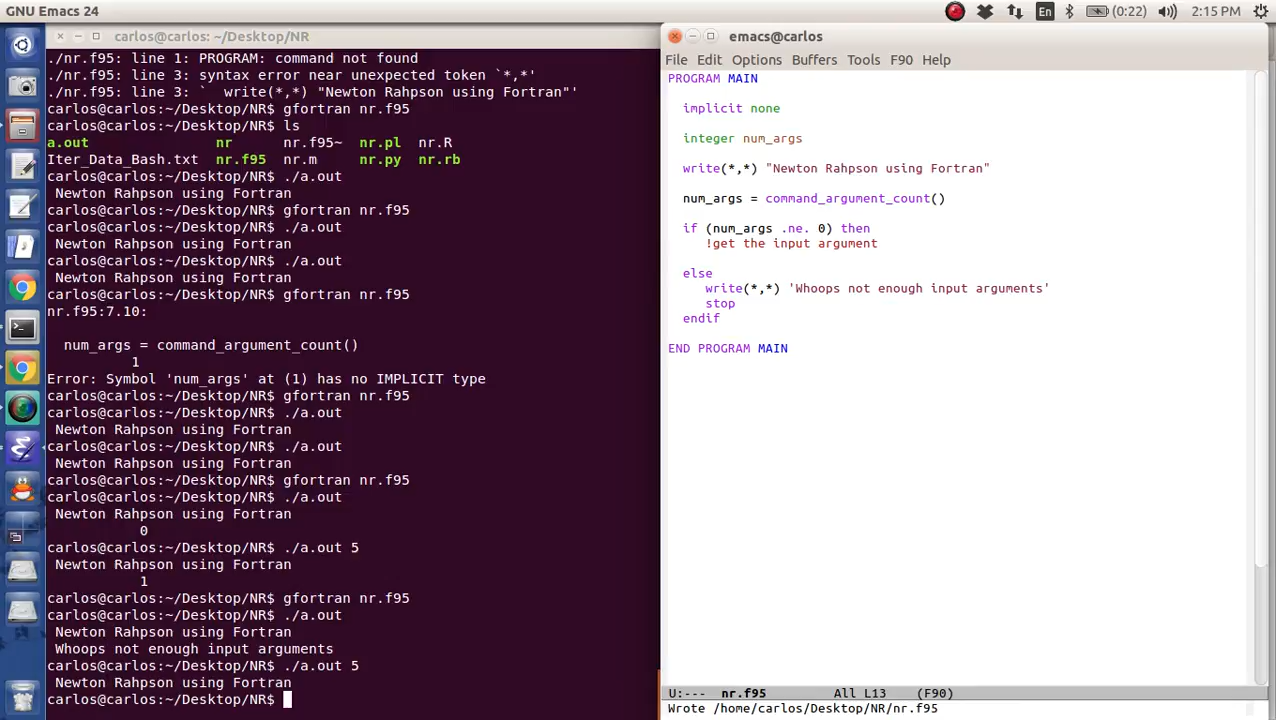 GNU Emacs 24
En
(0:22)
2:15 PM
carlos@carlos: ~/Desktop/NR
./nr.f95: line 1: PROGRAM: command not found
./nr.f95: line 3: syntax error near unexpected token `*,*'
./nr.f95: line 3: `  write(*,*) "Newton Rahpson using Fortran"'
carlos@carlos:~/Desktop/NR$ gfortran nr.f95
carlos@carlos:~/Desktop/NR$ ls
a.out nr nr.f95~ nr.pl nr.R
Iter_Data_Bash.txt nr.f95 nr.m nr.py nr.rb
carlos@carlos:~/Desktop/NR$ ./a.out
Newton Rahpson using Fortran
carlos@carlos:~/Desktop/NR$ gfortran nr.f95
carlos@carlos:~/Desktop/NR$ ./a.out
Newton Rahpson using Fortran
carlos@carlos:~/Desktop/NR$ ./a.out
Newton Rahpson using Fortran
carlos@carlos:~/Desktop/NR$ gfortran nr.f95
nr.f95:7.10:
num_args = command_argument_count()
1
Error: Symbol 'num_args' at (1) has no IMPLICIT type
carlos@carlos:~/Desktop/NR$ gfortran nr.f95
carlos@carlos:~/Desktop/NR$ ./a.out
Newton Rahpson using Fortran
carlos@carlos:~/Desktop/NR$ ./a.out
Newton Rahpson using Fortran
carlos@carlos:~/Desktop/NR$ gfortran nr.f95
carlos@carlos:~/Desktop/NR$ ./a.out
Newton Rahpson using Fortran
0
carlos@carlos:~/Desktop/NR$ ./a.out 5
Newton Rahpson using Fortran
1
carlos@carlos:~/Desktop/NR$ gfortran nr.f95
carlos@carlos:~/Desktop/NR$ ./a.out
Newton Rahpson using Fortran
Whoops not enough input arguments
carlos@carlos:~/Desktop/NR$ ./a.out 5
Newton Rahpson using Fortran
carlos@carlos:~/Desktop/NR$
emacs@carlos
File Edit Options Buffers Tools F90 Help
PROGRAM MAIN
implicit none
integer num_args
write(*,*) "Newton Rahpson using Fortran"
num_args = command_argument_count()
if (num_args .ne. 0) then
!get the input argument
else
write(*,*) 'Whoops not enough input arguments'
stop
endif
END PROGRAM MAIN
U:--- nr.f95 All L13 (F90)
Wrote /home/carlos/Desktop/NR/nr.f95